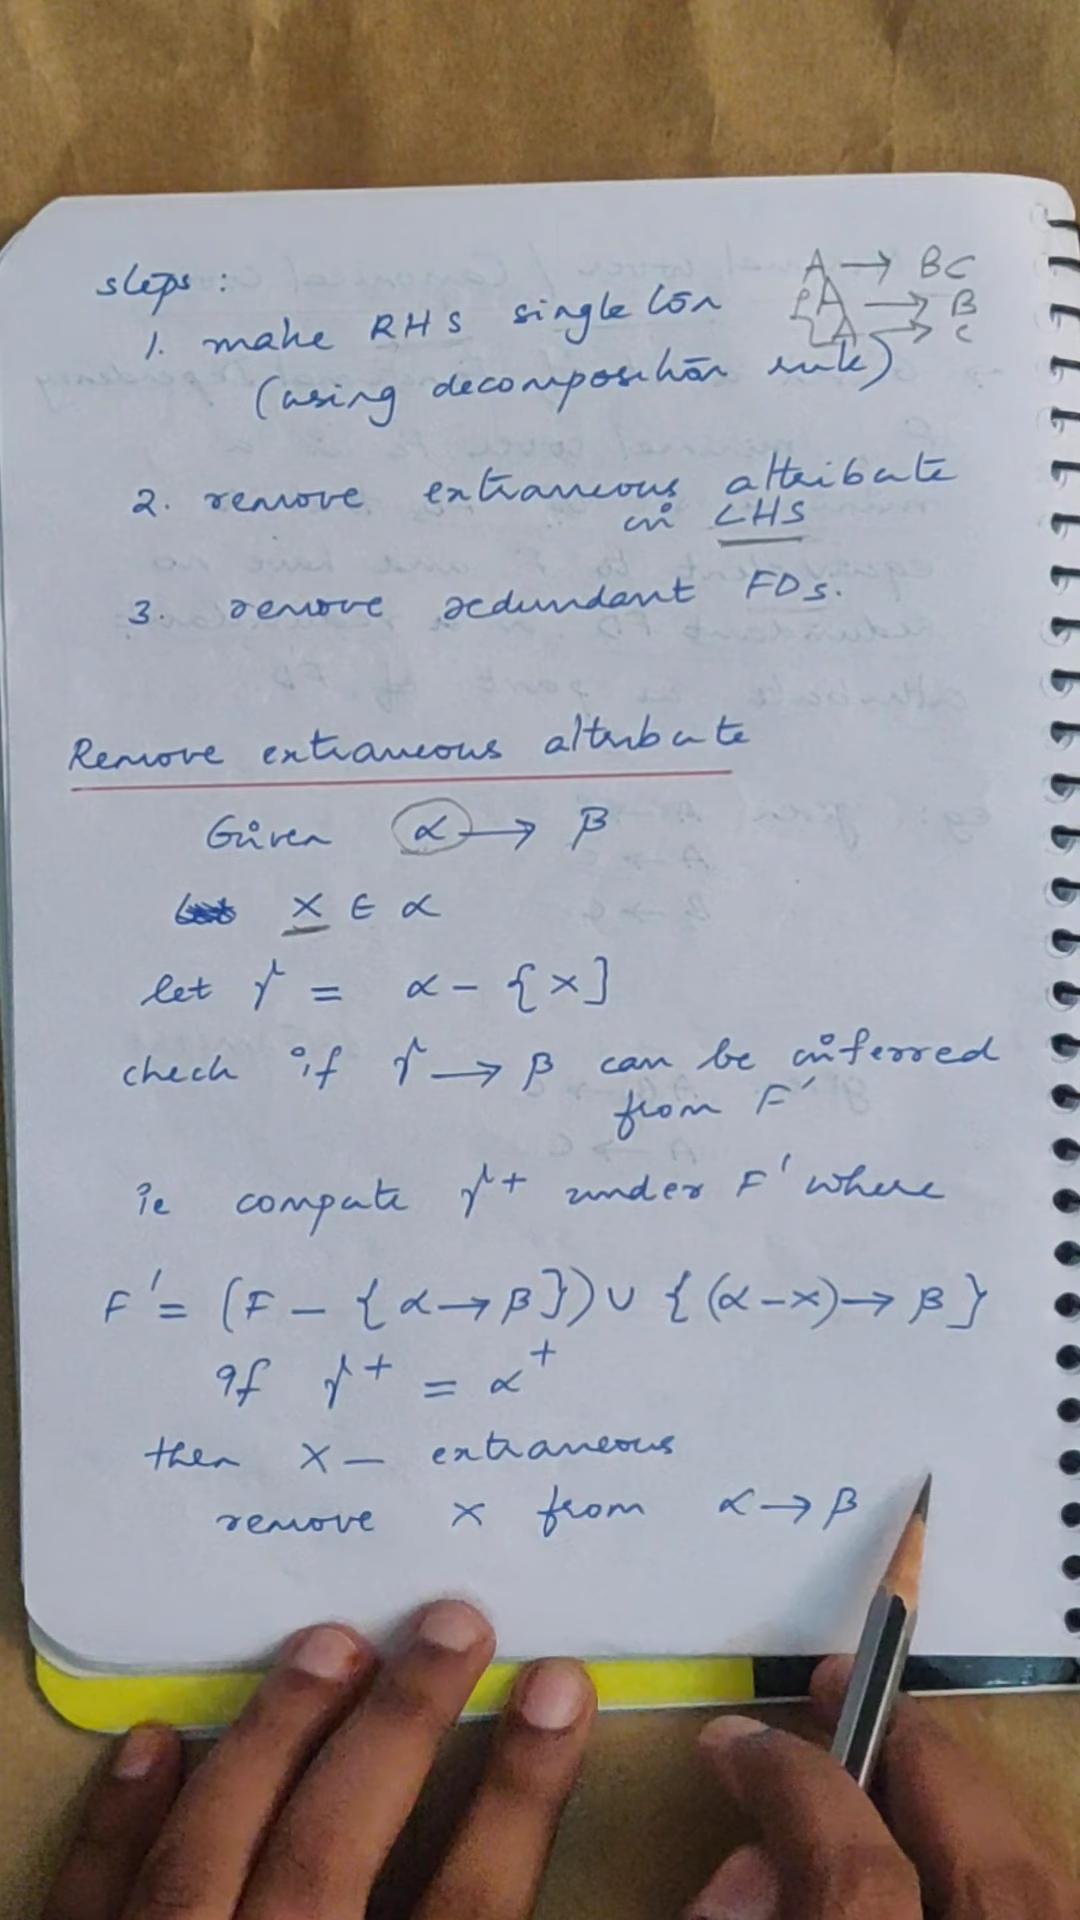 steps :
A → BC
A → B
A → C
1. make RHS singleton
(using decomposition rule)
2. remove extraneous attribute
in LHS
3. remove redundant FDs.
Remove extraneous attribute
Given α → β
X ∈ α
let γ = α - {x}
check if γ → β can be inferred
from F'
ie compute γ+ under F' where
F' = (F - {α → β}) ∪ {(α - x) → β}
If γ+ = α+
then X - extraneous
remove x from α → β